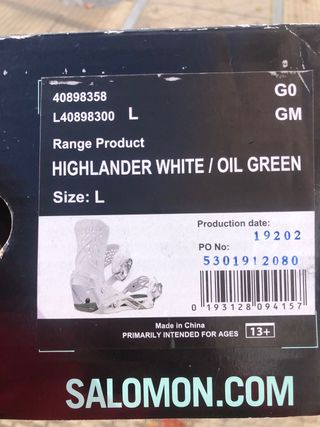 40898358 G0
L40898300 L GM
Range Product
HIGHLANDER WHITE / OIL GREEN
Size: L
Production date:
19202
PO No:
5301912080
0 193128 094157
Made in China
PRIMARILY INTENDED FOR AGES 13+
SALOMON.COM